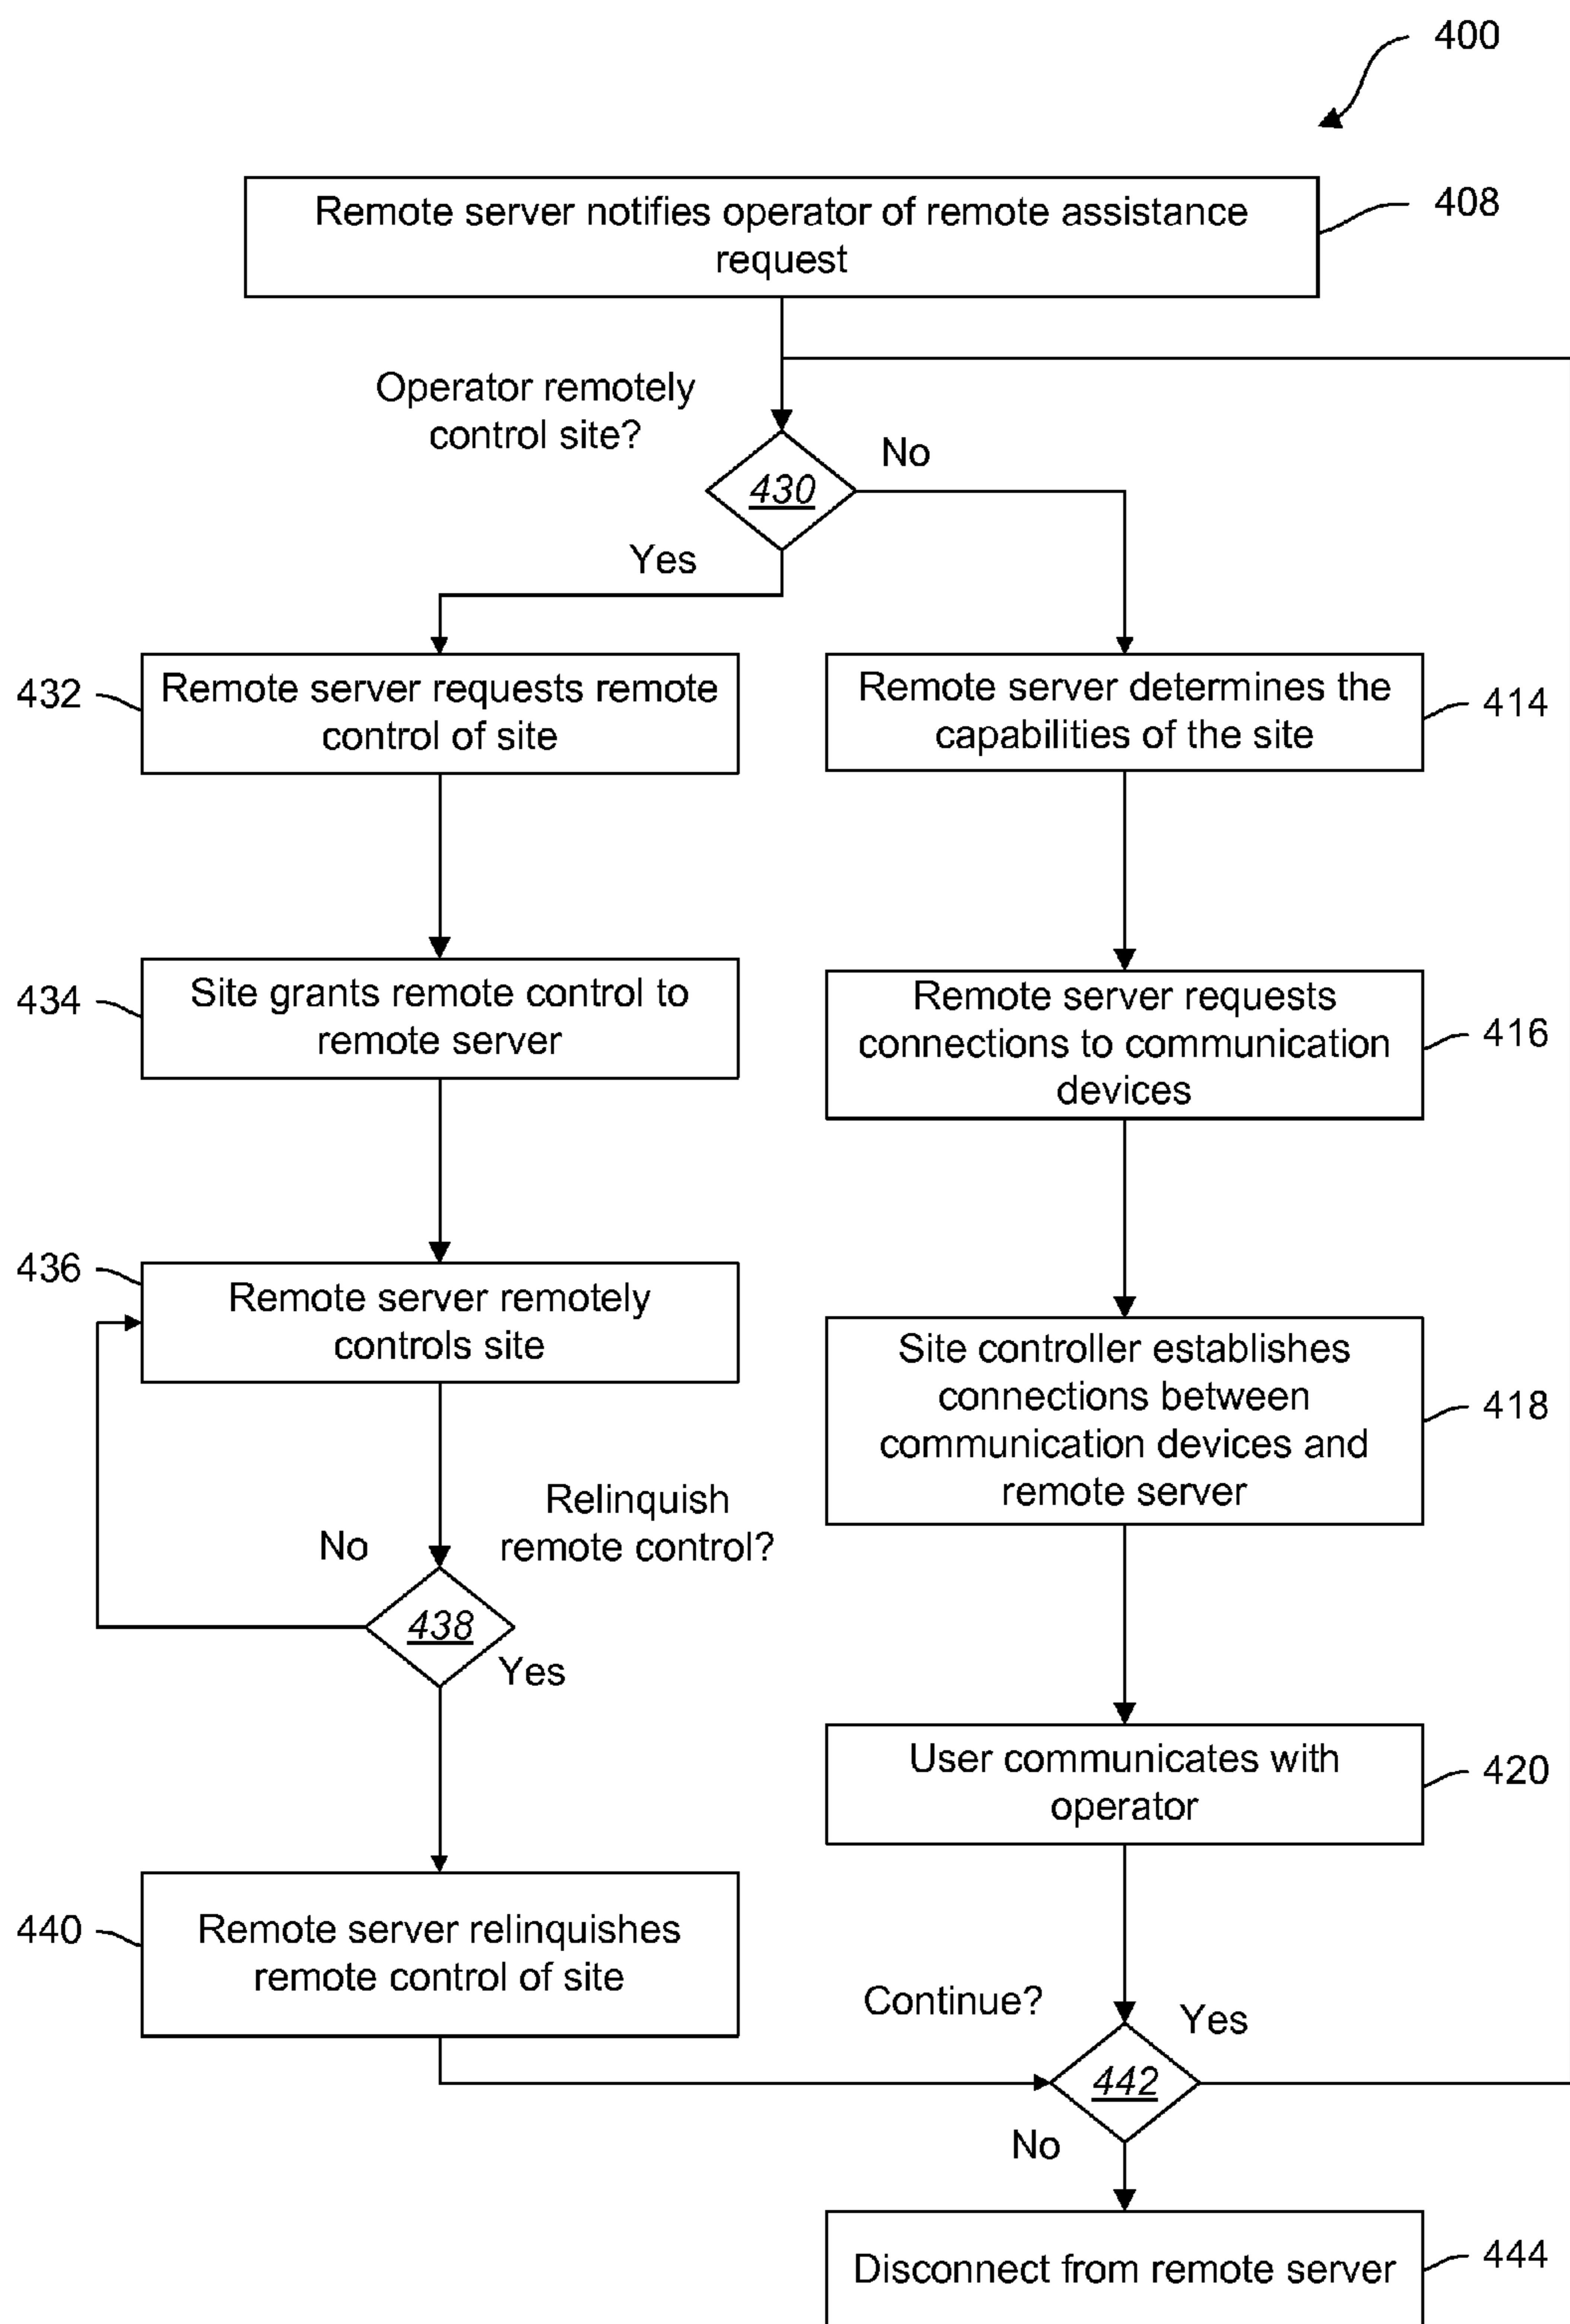 400
Remote server notifies operator of remote assistance
request
408
Operator remotely
control site?
430
No
Yes
432
Remote server requests remote
control of site
Remote server determines the
capabilities of the site
414
434
Site grants remote control to
remote server
Remote server requests
connections to communication
devices
416
436
Remote server remotely
controls site
Site controller establishes
connections between
communication devices and
remote server
418
Relinquish
remote control?
No
438
Yes
User communicates with
operator
420
440
Remote server relinquishes
remote control of site
Continue?
Yes
442
No
Disconnect from remote server
444